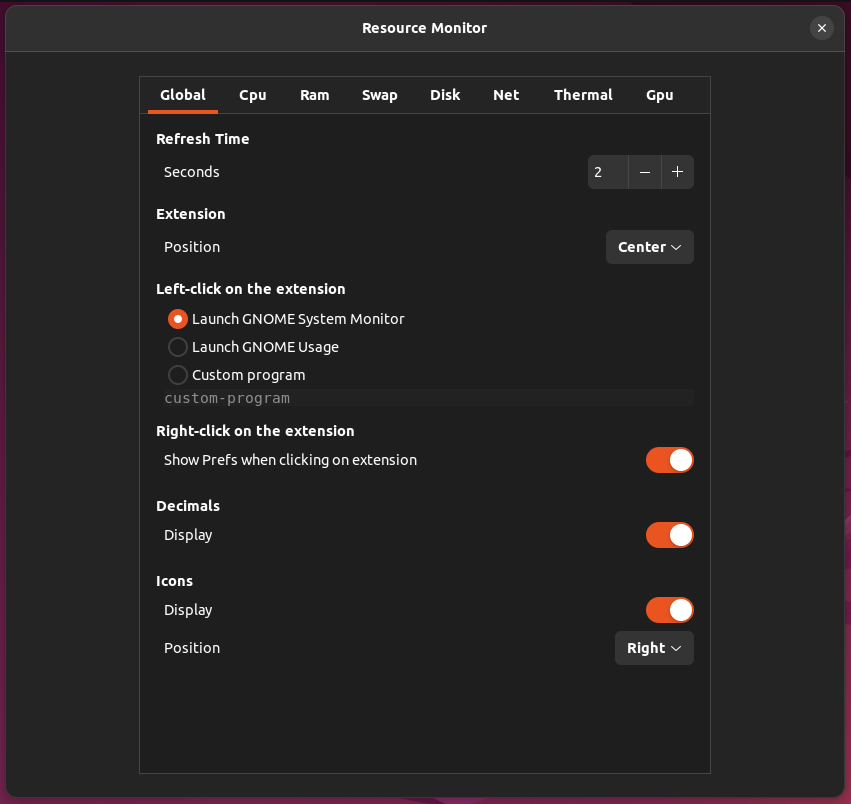 Resource Monitor
Global Cpu Ram Swap Disk Net Thermal Gpu
Refresh Time
Seconds 2
Extension
Position Center
Left-click on the extension
Launch GNOME System Monitor
Launch GNOME Usage
Custom program
custom-program
Right-click on the extension
Show Prefs when clicking on extension
Decimals
Display
Icons
Display
Position Right